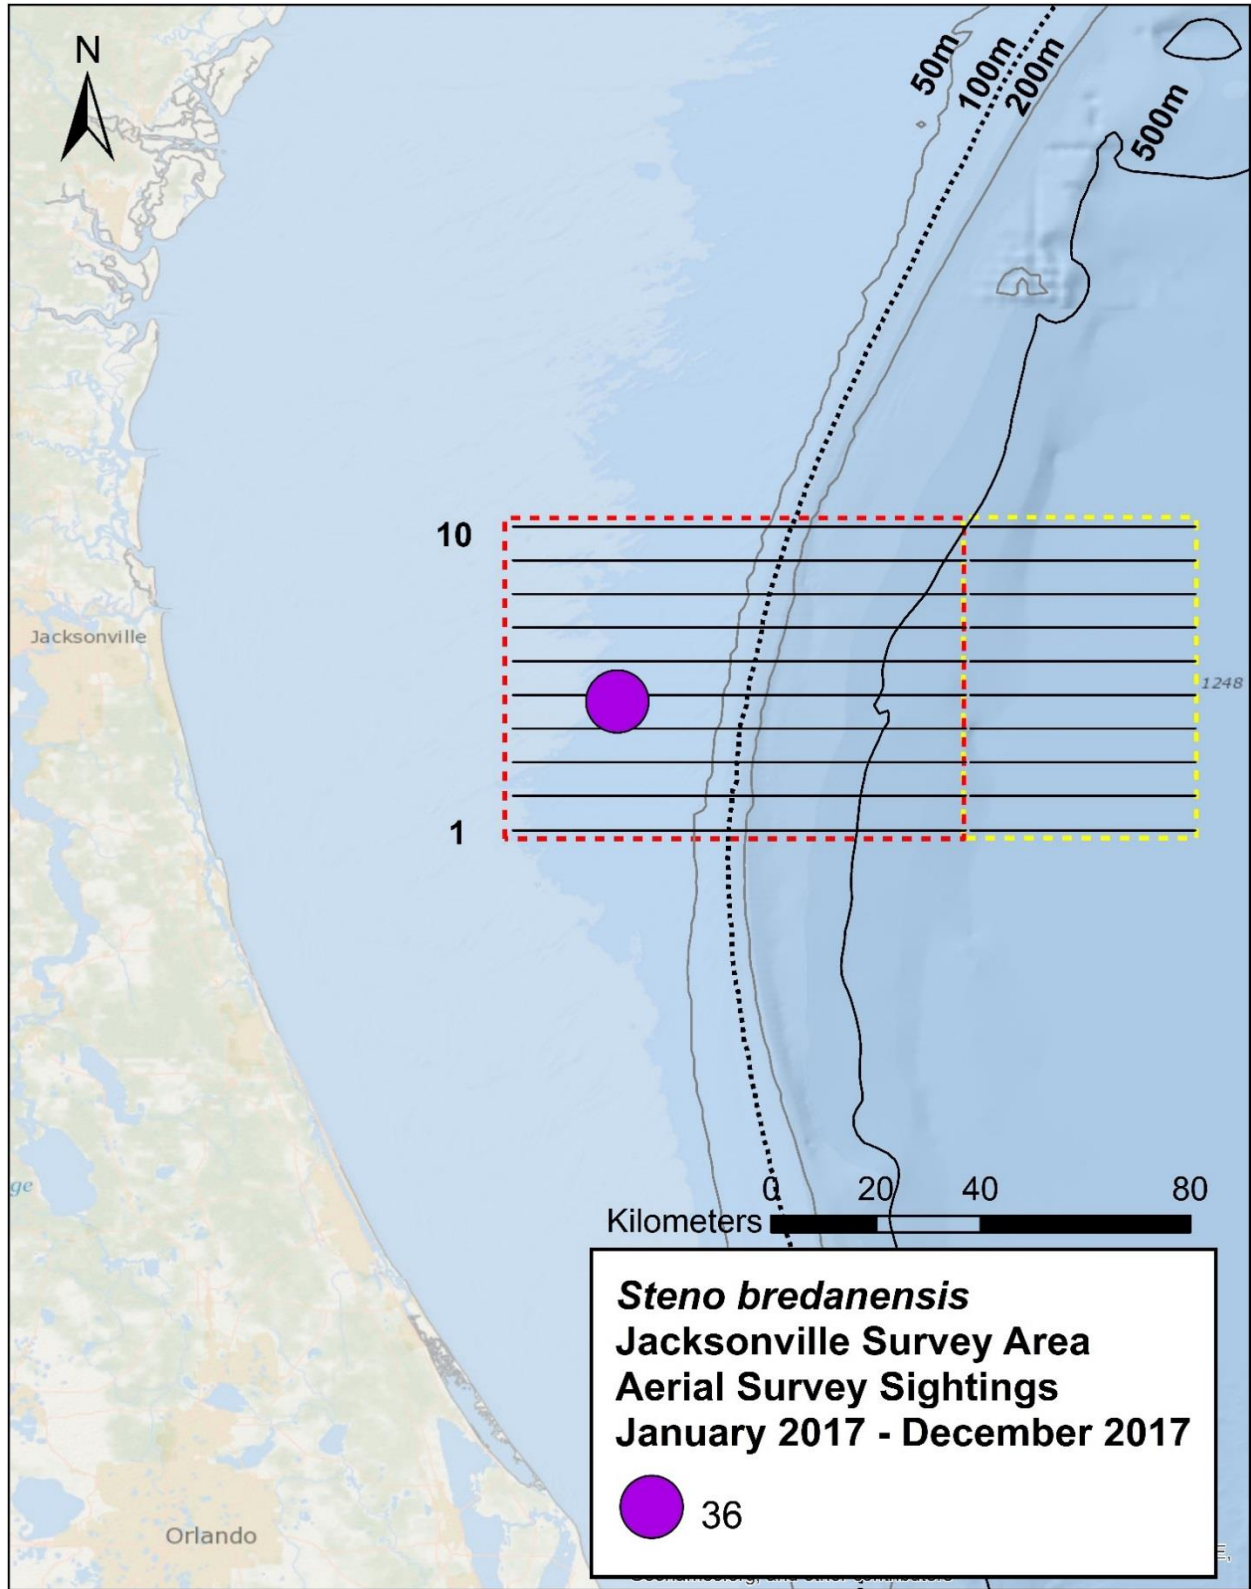 N
50m
100m
200m
500m
10
Jacksonville
1248
1
ge
0 20 40 80
Kilometers
Steno bredanensis
Jacksonville Survey Area
Aerial Survey Sightings
January 2017 - December 2017
36
Orlando